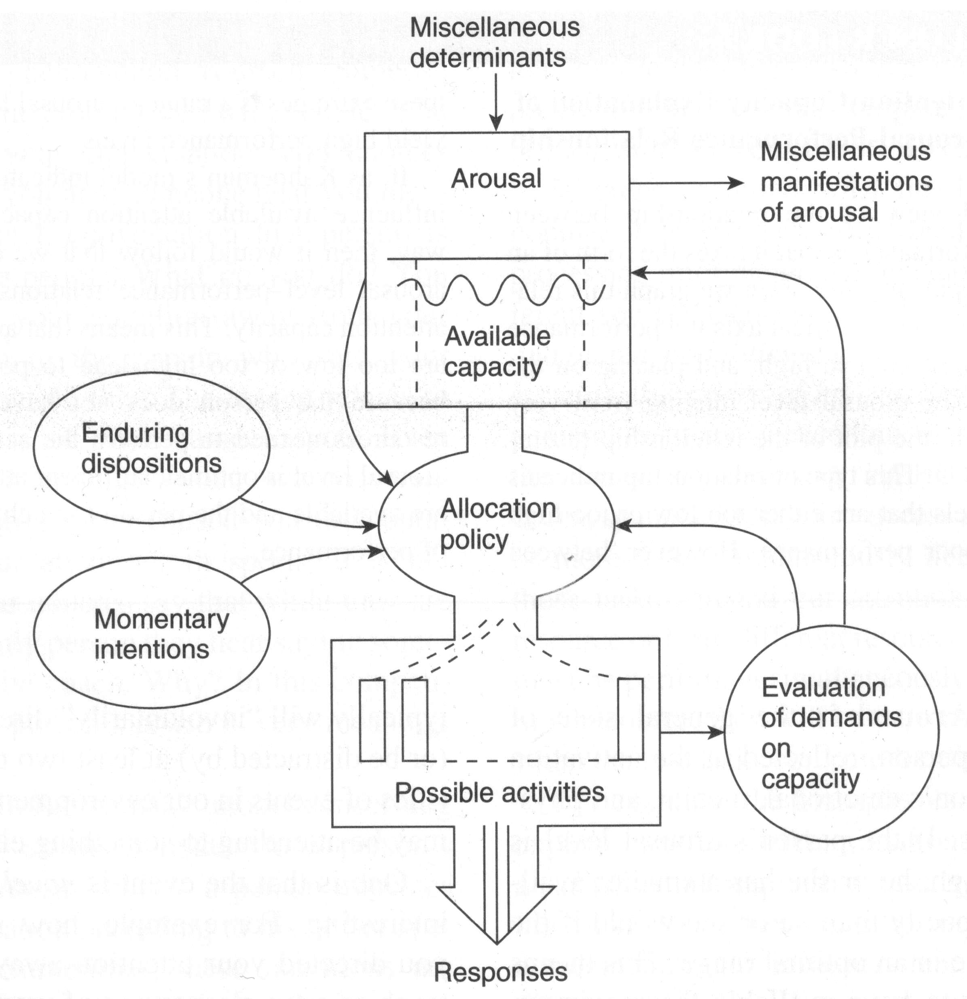 Miscellaneous
determinants
Arousal
Miscellaneous
manifestations
of arousal
Available
capacity
Enduring
dispositions
Allocation
policy
Momentary
intentions
Evaluation
of demands
on
capacity
Possible activities
Responses